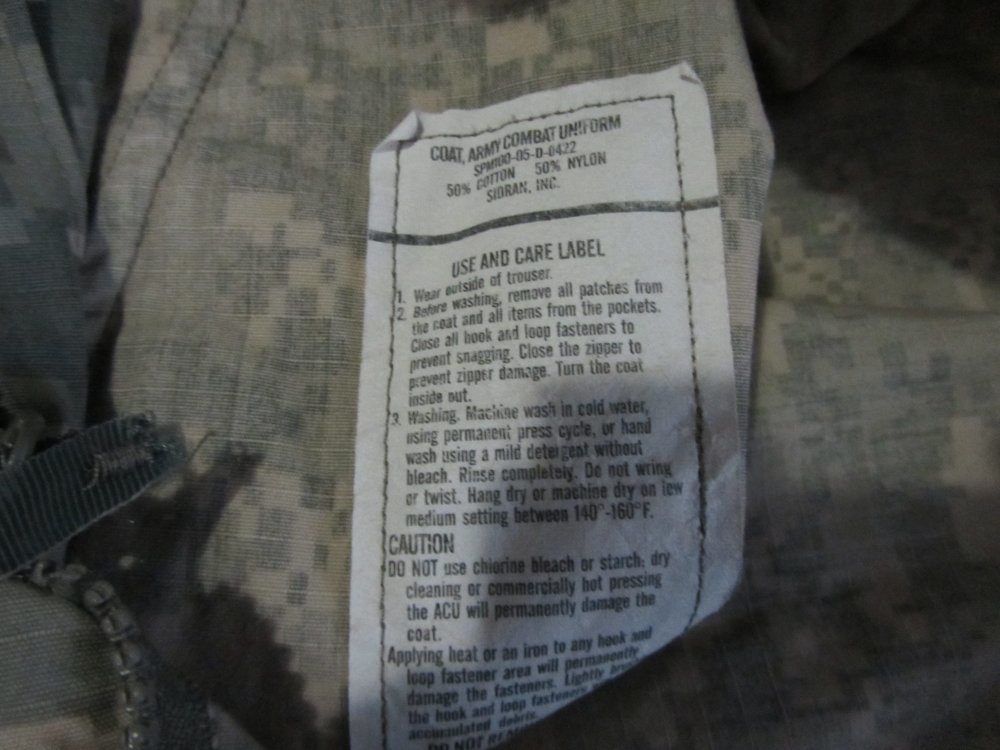 COAT, ARMY COMBAT UNIFORM
SPM100-05-D-0422
50% COTTON 50% NYLON
SIDRAN, INC.
USE AND CARE LABEL
1. Wear outside of trouser.
2. Before washing, remove all patches from
the coat and all items from the pockets.
Close all hook and loop fasteners to
prevent snagging. Close the zipper to
prevent zipper damage. Turn the coat
inside out.
3. Washing. Machine wash in cold water,
using permanent press cycle, or hand
wash using a mild detergent without
bleach. Rinse completely. Do not wring
or twist. Hang dry or machine dry on low
medium setting between 140°-160°F.
CAUTION
DO NOT use chlorine bleach or starch; dry
cleaning or commercially hot pressing
the ACU will permanently damage the
coat.
Applying heat or an iron to any hook and
loop fastener area will permanently
damage the fasteners. Lightly
the hook and loop fasteners
accumulated debris.
DO NOT